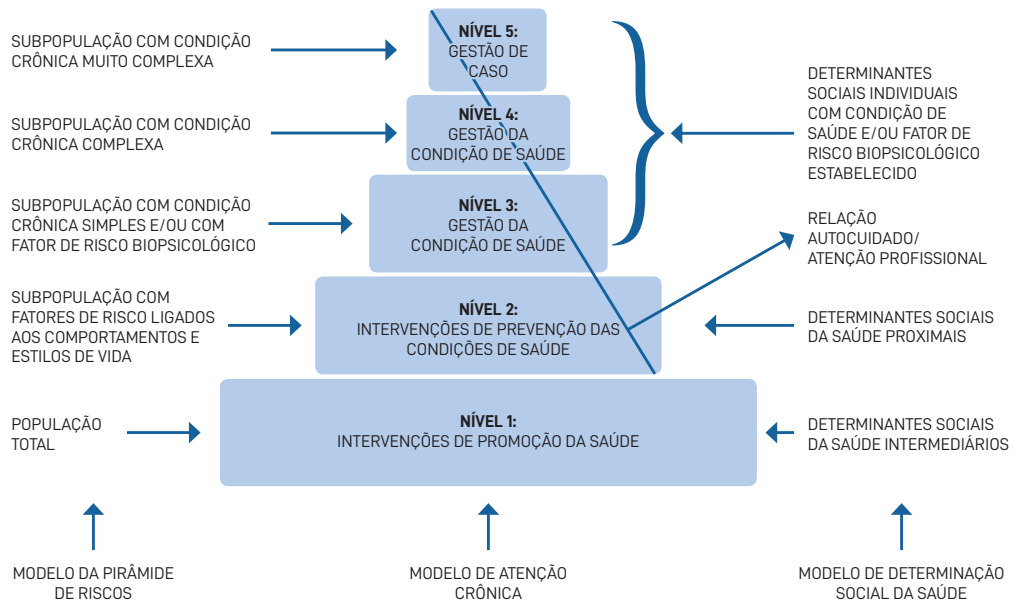 SUBPOPULAÇÃO COM CONDIÇÃO
CRÔNICA MUITO COMPLEXA
SUBPOPULAÇÃO COM CONDIÇÃO
CRÔNICA COMPLEXA
SUBPOPULAÇÃO COM CONDIÇÃO
CRÔNICA SIMPLES E/OU COM
FATOR DE RISCO BIOPSICOLÓGICO
SUBPOPULAÇÃO COM
FATORES DE RISCO LIGADOS
AOS COMPORTAMENTOS E
ESTILOS DE VIDA
POPULAÇÃO
TOTAL
MODELO DA PIRÂMIDE
DE RISCOS
NÍVEL 5:
GESTÃO DE
CASO
NÍVEL 4:
GESTÃO DA
CONDIÇÃO DE SAÚDE
NÍVEL 3:
GESTÃO DA
CONDIÇÃO DE SAÚDE
NÍVEL 2:
INTERVENÇÕES DE PREVENÇÃO DAS
CONDIÇÕES DE SAÚDE
NÍVEL 1:
INTERVENÇÕES DE PROMOÇÃO DA SAÚDE
MODELO DE ATENÇÃO
CRÔNICA
DETERMINANTES
SOCIAIS INDIVIDUAIS
COM CONDIÇÃO DE
SAÚDE E/OU FATOR DE
RISCO BIOPSICOLÓGICO
ESTABELECIDO
RELAÇÃO
AUTOCUIDADO/
ATENÇÃO PROFISSIONAL
DETERMINANTES SOCIAIS
DA SAÚDE PROXIMAIS
DETERMINANTES SOCIAIS
DA SAÚDE INTERMEDIÁRIOS
MODELO DE DETERMINAÇÃO
SOCIAL DA SAÚDE